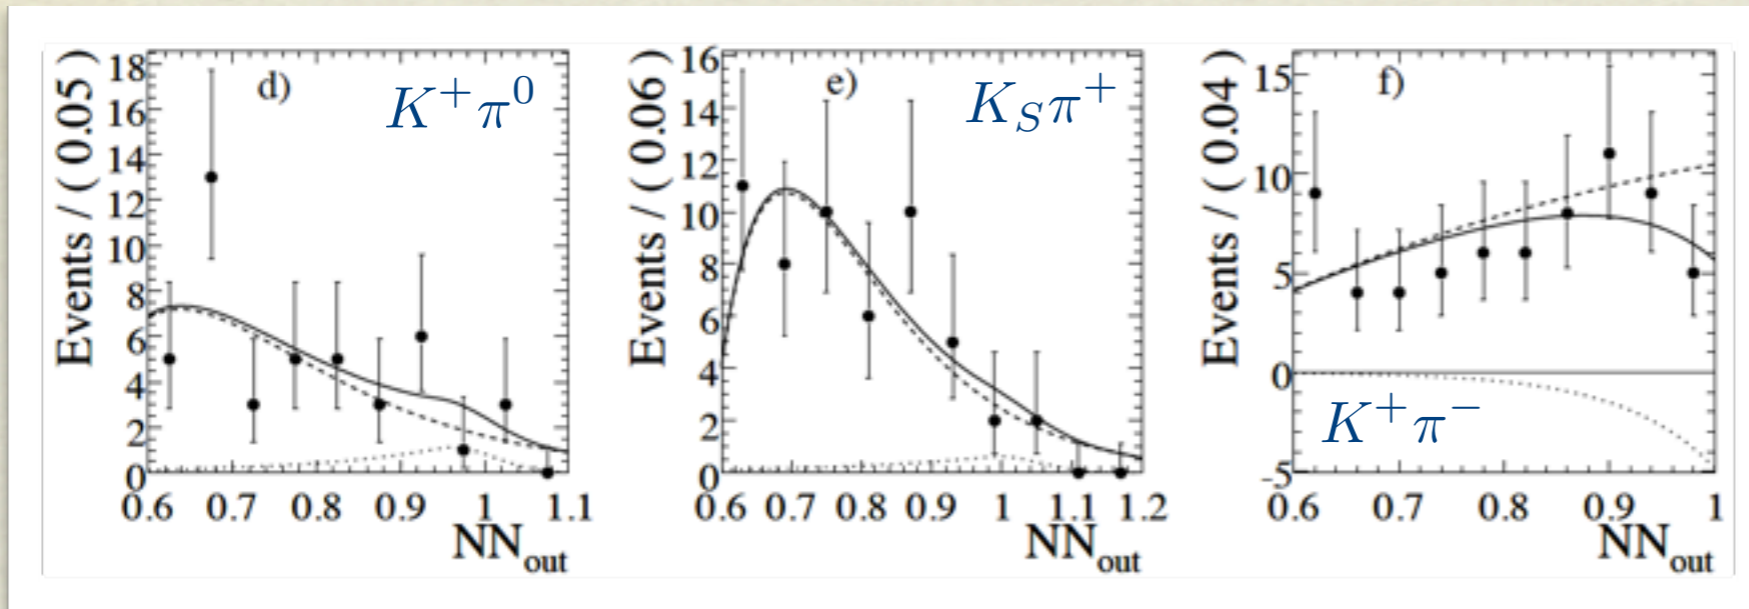 Events / ( 0.05 )
18
16
14
12
10
8
6
4
2
0
d)
K⁺π⁰
0.6 0.7 0.8 0.9 1 1.1
NN_out
Events / ( 0.06 )
16
14
12
10
8
6
4
2
0
e)
K_Sπ⁺
0.6 0.7 0.8 0.9 1 1.1 1.2
NN_out
Events / ( 0.04 )
15
10
5
0
-5
f)
K⁺π⁻
0.6 0.7 0.8 0.9 1
NN_out